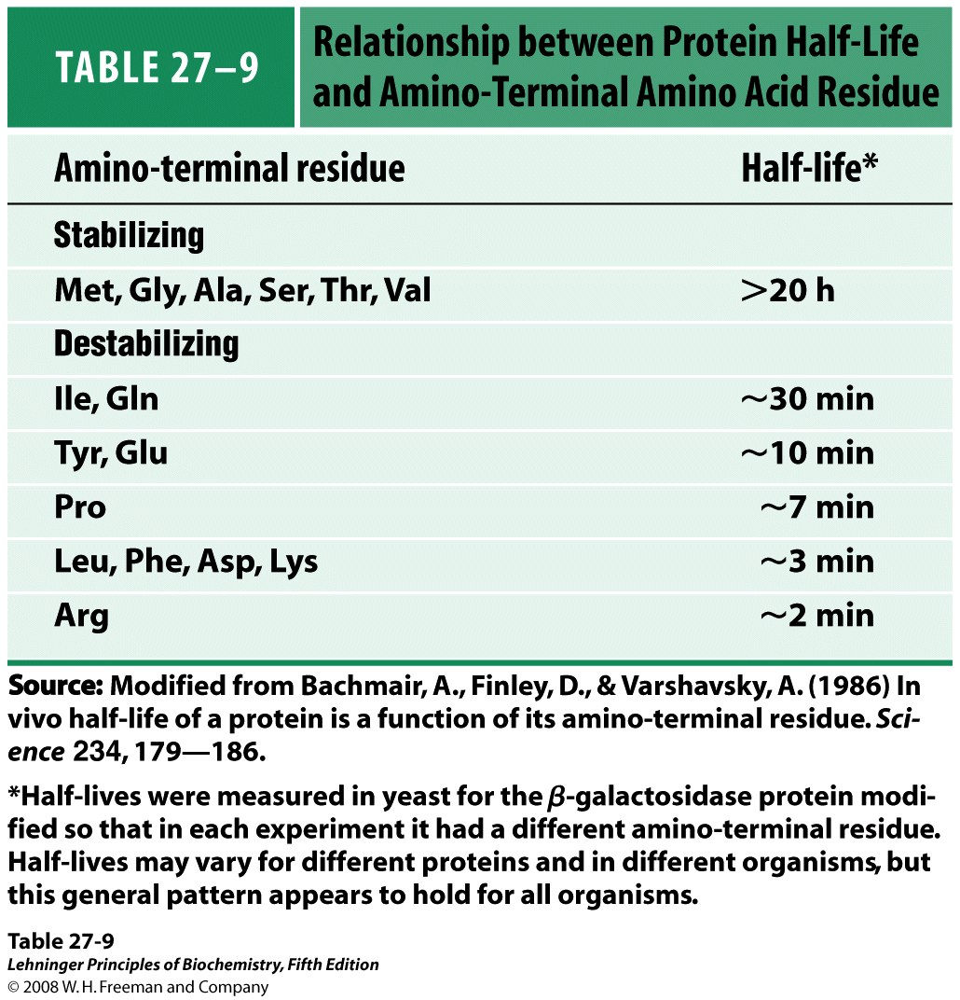 TABLE 27–9
Relationship between Protein Half-Life
and Amino-Terminal Amino Acid Residue
Amino-terminal residue Half-life*
Stabilizing
Met, Gly, Ala, Ser, Thr, Val >20 h
Destabilizing
Ile, Gln ~30 min
Tyr, Glu ~10 min
Pro ~7 min
Leu, Phe, Asp, Lys ~3 min
Arg ~2 min
Source: Modified from Bachmair, A., Finley, D., & Varshavsky, A. (1986) In
vivo half-life of a protein is a function of its amino-terminal residue. Sci-
ence 234, 179—186.
*Half-lives were measured in yeast for the β-galactosidase protein modi-
fied so that in each experiment it had a different amino-terminal residue.
Half-lives may vary for different proteins and in different organisms, but
this general pattern appears to hold for all organisms.
Table 27-9
Lehninger Principles of Biochemistry, Fifth Edition
© 2008 W. H. Freeman and Company